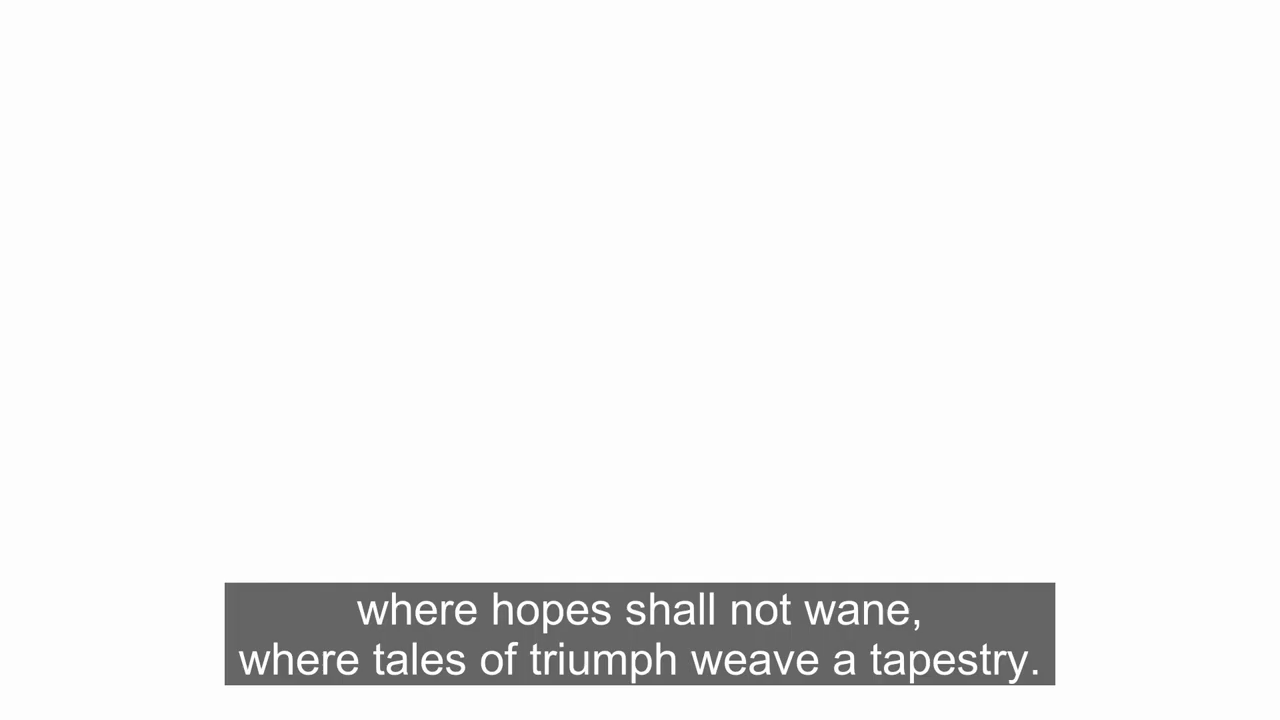 where hopes shall not wane,
where tales of triumph weave a tapestry.